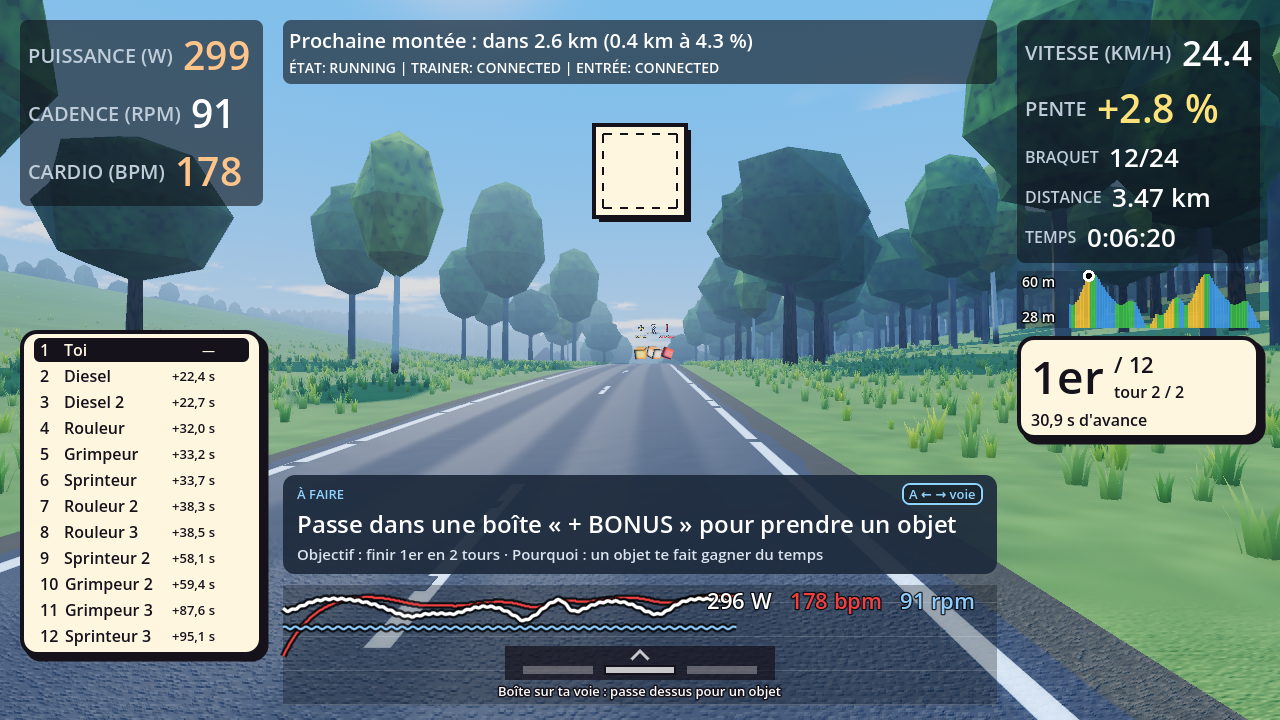 PUISSANCE (W) 299
CADENCE (RPM) 91
CARDIO (BPM) 178
Prochaine montée : dans 2.6 km (0.4 km à 4.3 %)
ÉTAT: RUNNING | TRAINER: CONNECTED | ENTRÉE: CONNECTED
VITESSE (KM/H) 24.4
PENTE +2.8 %
BRAQUET 12/24
DISTANCE 3.47 km
TEMPS 0:06:20
60 m
28 m
1er / 12
tour 2 / 2
30,9 s d'avance
1 Toi —
2 Diesel +22,4 s
3 Diesel 2 +22,7 s
4 Rouleur +32,0 s
5 Grimpeur +33,2 s
6 Sprinteur +33,7 s
7 Rouleur 2 +38,3 s
8 Rouleur 3 +38,5 s
9 Sprinteur 2 +58,1 s
10 Grimpeur 2 +59,4 s
11 Grimpeur 3 +87,6 s
12 Sprinteur 3 +95,1 s
À FAIRE
A ← → voie
Passe dans une boîte « + BONUS » pour prendre un objet
Objectif : finir 1er en 2 tours · Pourquoi : un objet te fait gagner du temps
296 W 178 bpm 91 rpm
Boîte sur ta voie : passe dessus pour un objet